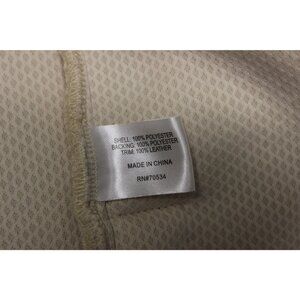 SHELL: 100% POLYESTER
BACKING: 100% POLYESTER
TRIM: 100% LEATHER
MADE IN CHINA
RN#70534